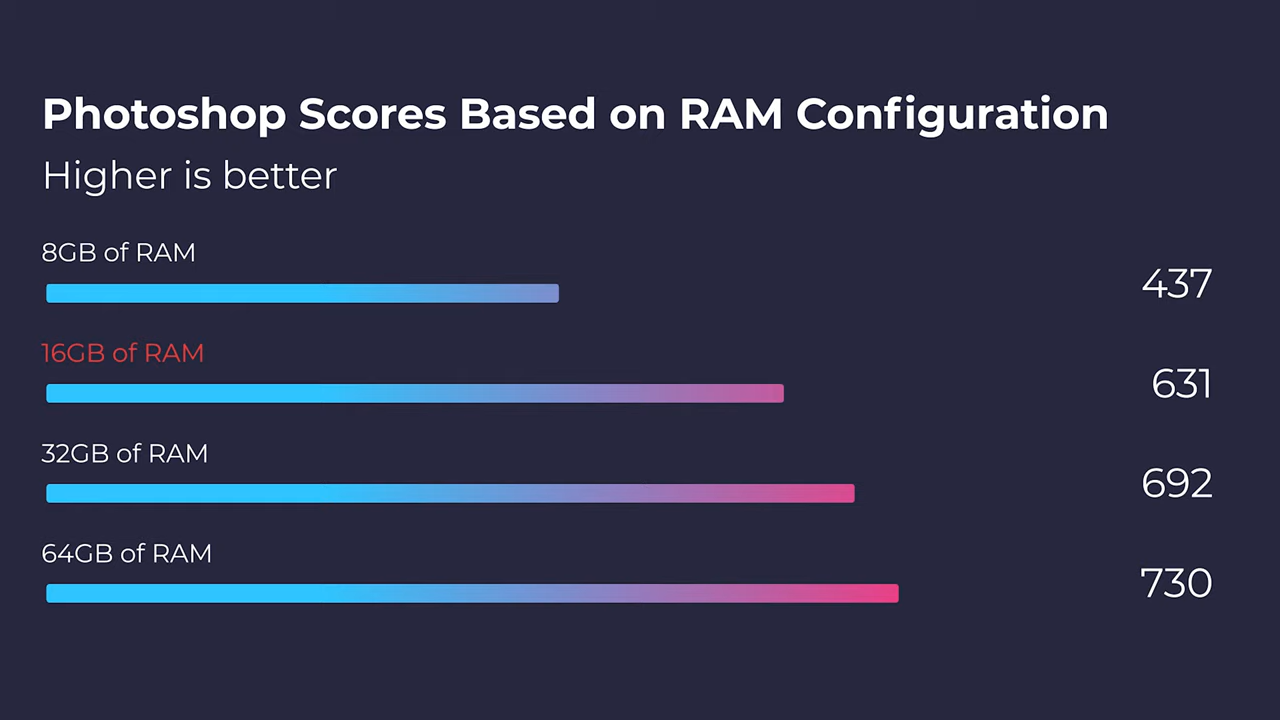 Photoshop Scores Based on RAM Configuration
Higher is better
8GB of RAM
437
16GB of RAM
631
32GB of RAM
692
64GB of RAM
730